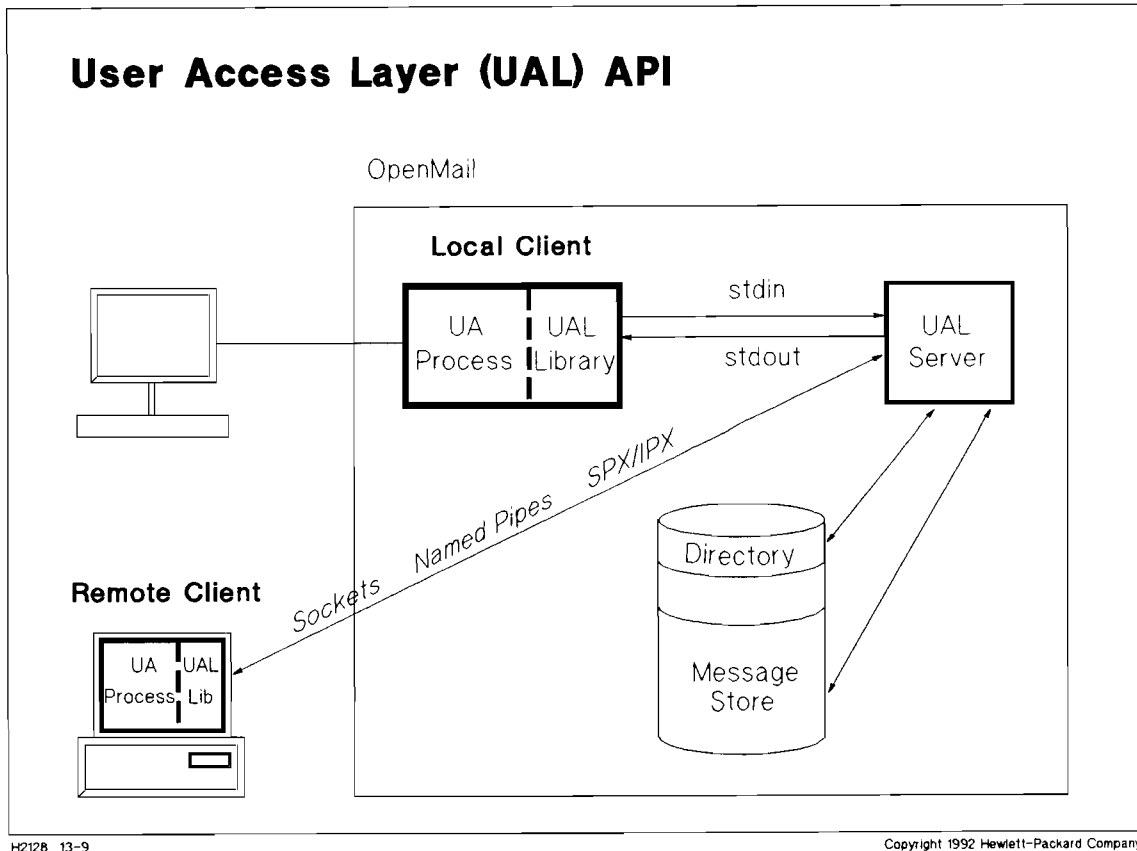 User Access Layer (UAL) API
OpenMail
Local Client
UA
Process
UAL
Library
stdin
stdout
UAL
Server
Sockets Named Pipes SPX/IPX
Directory
Message
Store
Remote Client
UA
Process
UAL
Lib
H2128 13-9
Copyright 1992 Hewlett-Packard Company